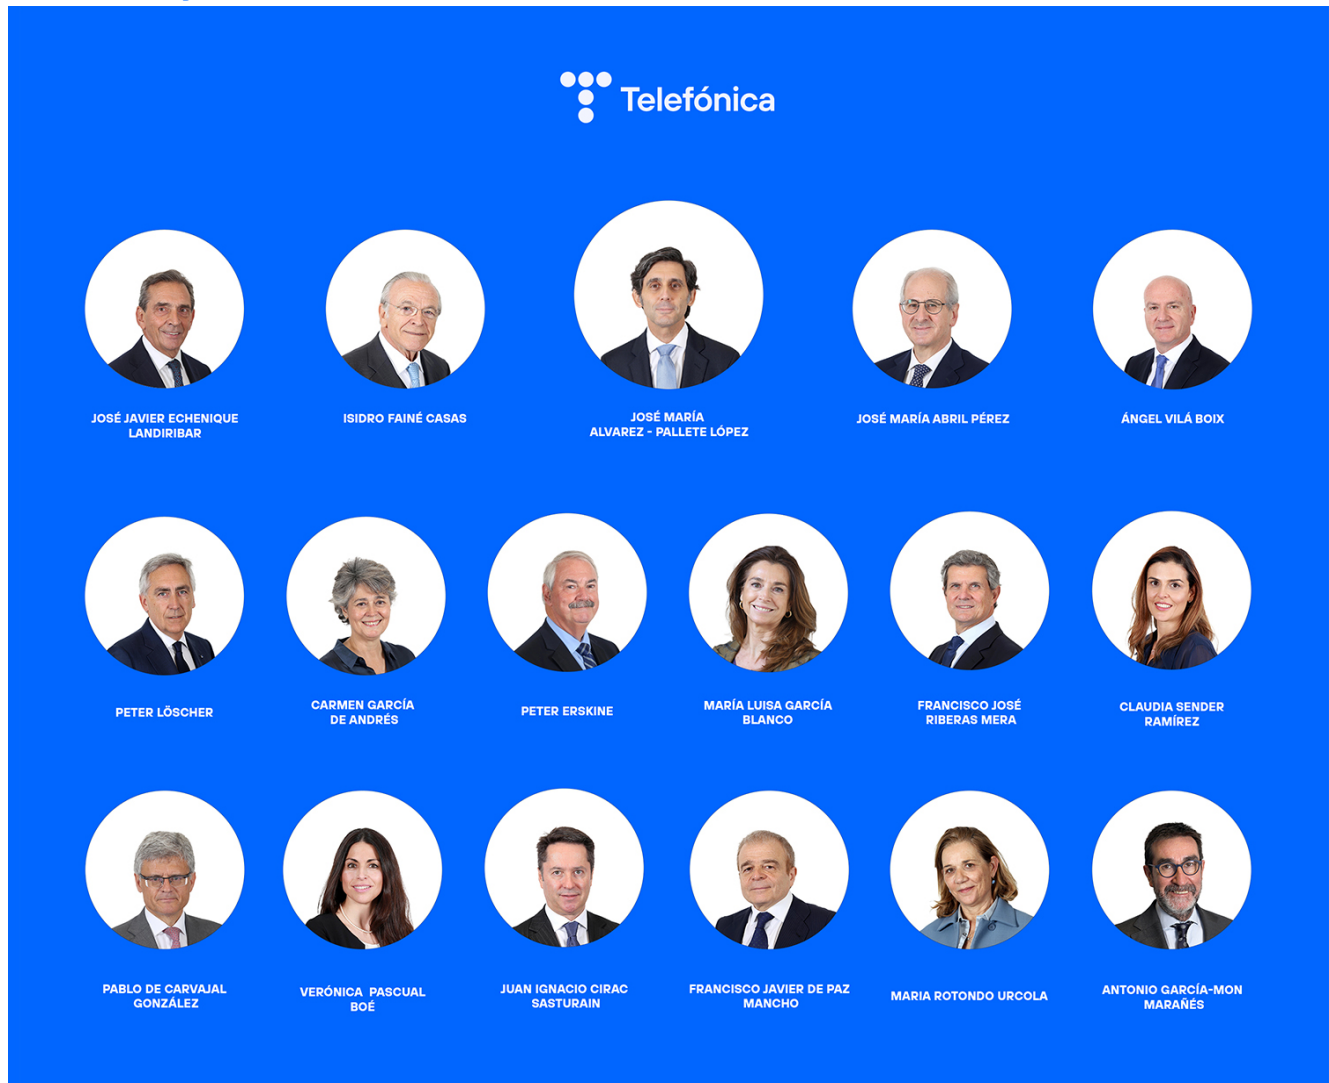 Telefónica
JOSÉ JAVIER ECHENIQUE
LANDIRIBAR
ISIDRO FAINÉ CASAS
JOSÉ MARÍA
ALVAREZ - PALLETE LÓPEZ
JOSÉ MARÍA ABRIL PÉREZ
ÁNGEL VILÁ BOIX
PETER LÖSCHER
CARMEN GARCÍA
DE ANDRÉS
PETER ERSKINE
MARÍA LUISA GARCÍA
BLANCO
FRANCISCO JOSÉ
RIBERAS MERA
CLAUDIA SENDER
RAMÍREZ
PABLO DE CARVAJAL
GONZÁLEZ
VERÓNICA PASCUAL
BOÉ
JUAN IGNACIO CIRAC
SASTURAIN
FRANCISCO JAVIER DE PAZ
MANCHO
MARIA ROTONDO URCOLA
ANTONIO GARCÍA-MON
MARAÑÉS